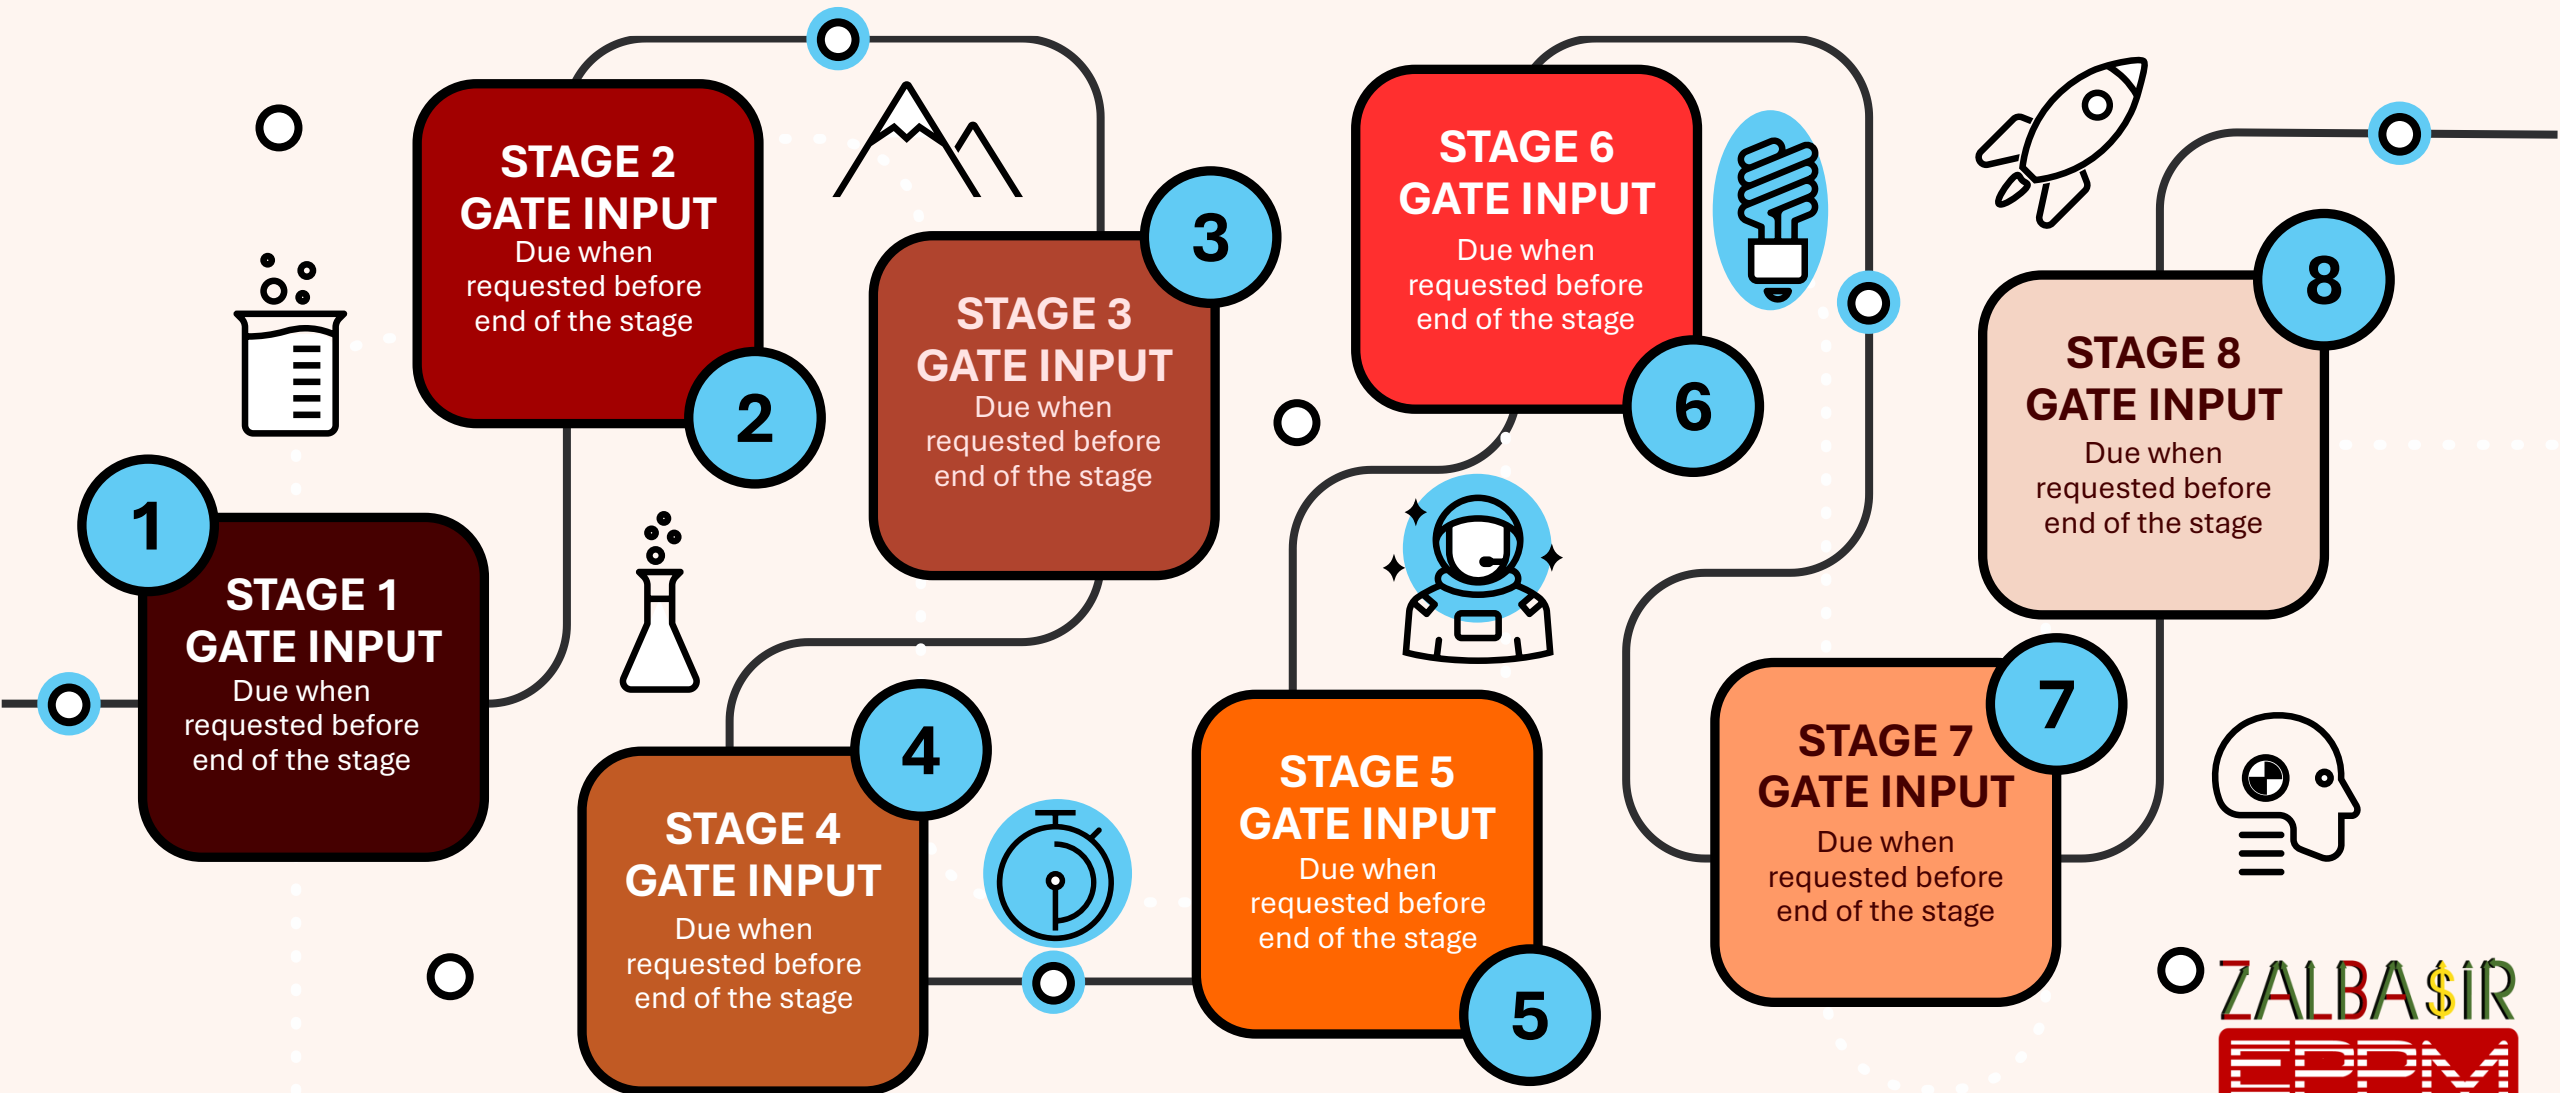 1
STAGE 1
GATE INPUT
Due when
requested before
end of the stage
STAGE 2
GATE INPUT
Due when
requested before
end of the stage
2
3
STAGE 3
GATE INPUT
Due when
requested before
end of the stage
4
STAGE 4
GATE INPUT
Due when
requested before
end of the stage
STAGE 5
GATE INPUT
Due when
requested before
end of the stage
5
STAGE 6
GATE INPUT
Due when
requested before
end of the stage
6
7
STAGE 7
GATE INPUT
Due when
requested before
end of the stage
8
STAGE 8
GATE INPUT
Due when
requested before
end of the stage
ZALBA$iR
EPPM